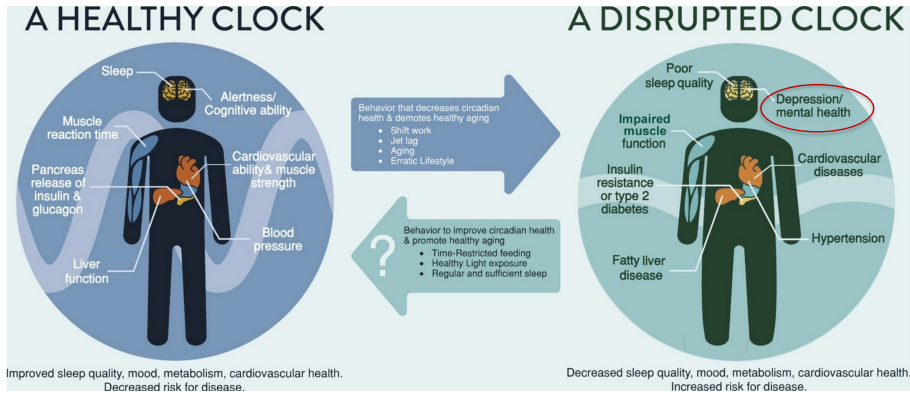 A HEALTHY CLOCK
Sleep
Alertness/
Cognitive ability
Muscle
reaction time
Pancreas
release of
insulin &
glucagon
Cardiovascular
ability& muscle
strength
Blood
pressure
Liver
function
Improved sleep quality, mood, metabolism, cardiovascular health.
Decreased risk for disease.
Behavior that decreases circadian
health & demotes healthy aging
• Shift work
• Jet lag
• Aging
• Erratic Lifestyle
?
Behavior to improve circadian health
& promote healthy aging
• Time-Restricted feeding
• Healthy Light exposure
• Regular and sufficient sleep
A DISRUPTED CLOCK
Poor
sleep quality
Depression/
mental health
Impaired
muscle
function
Insulin
resistance
or type 2
diabetes
Cardiovascular
diseases
Hypertension
Fatty liver
disease
Decreased sleep quality, mood, metabolism, cardiovascular health.
Increased risk for disease.